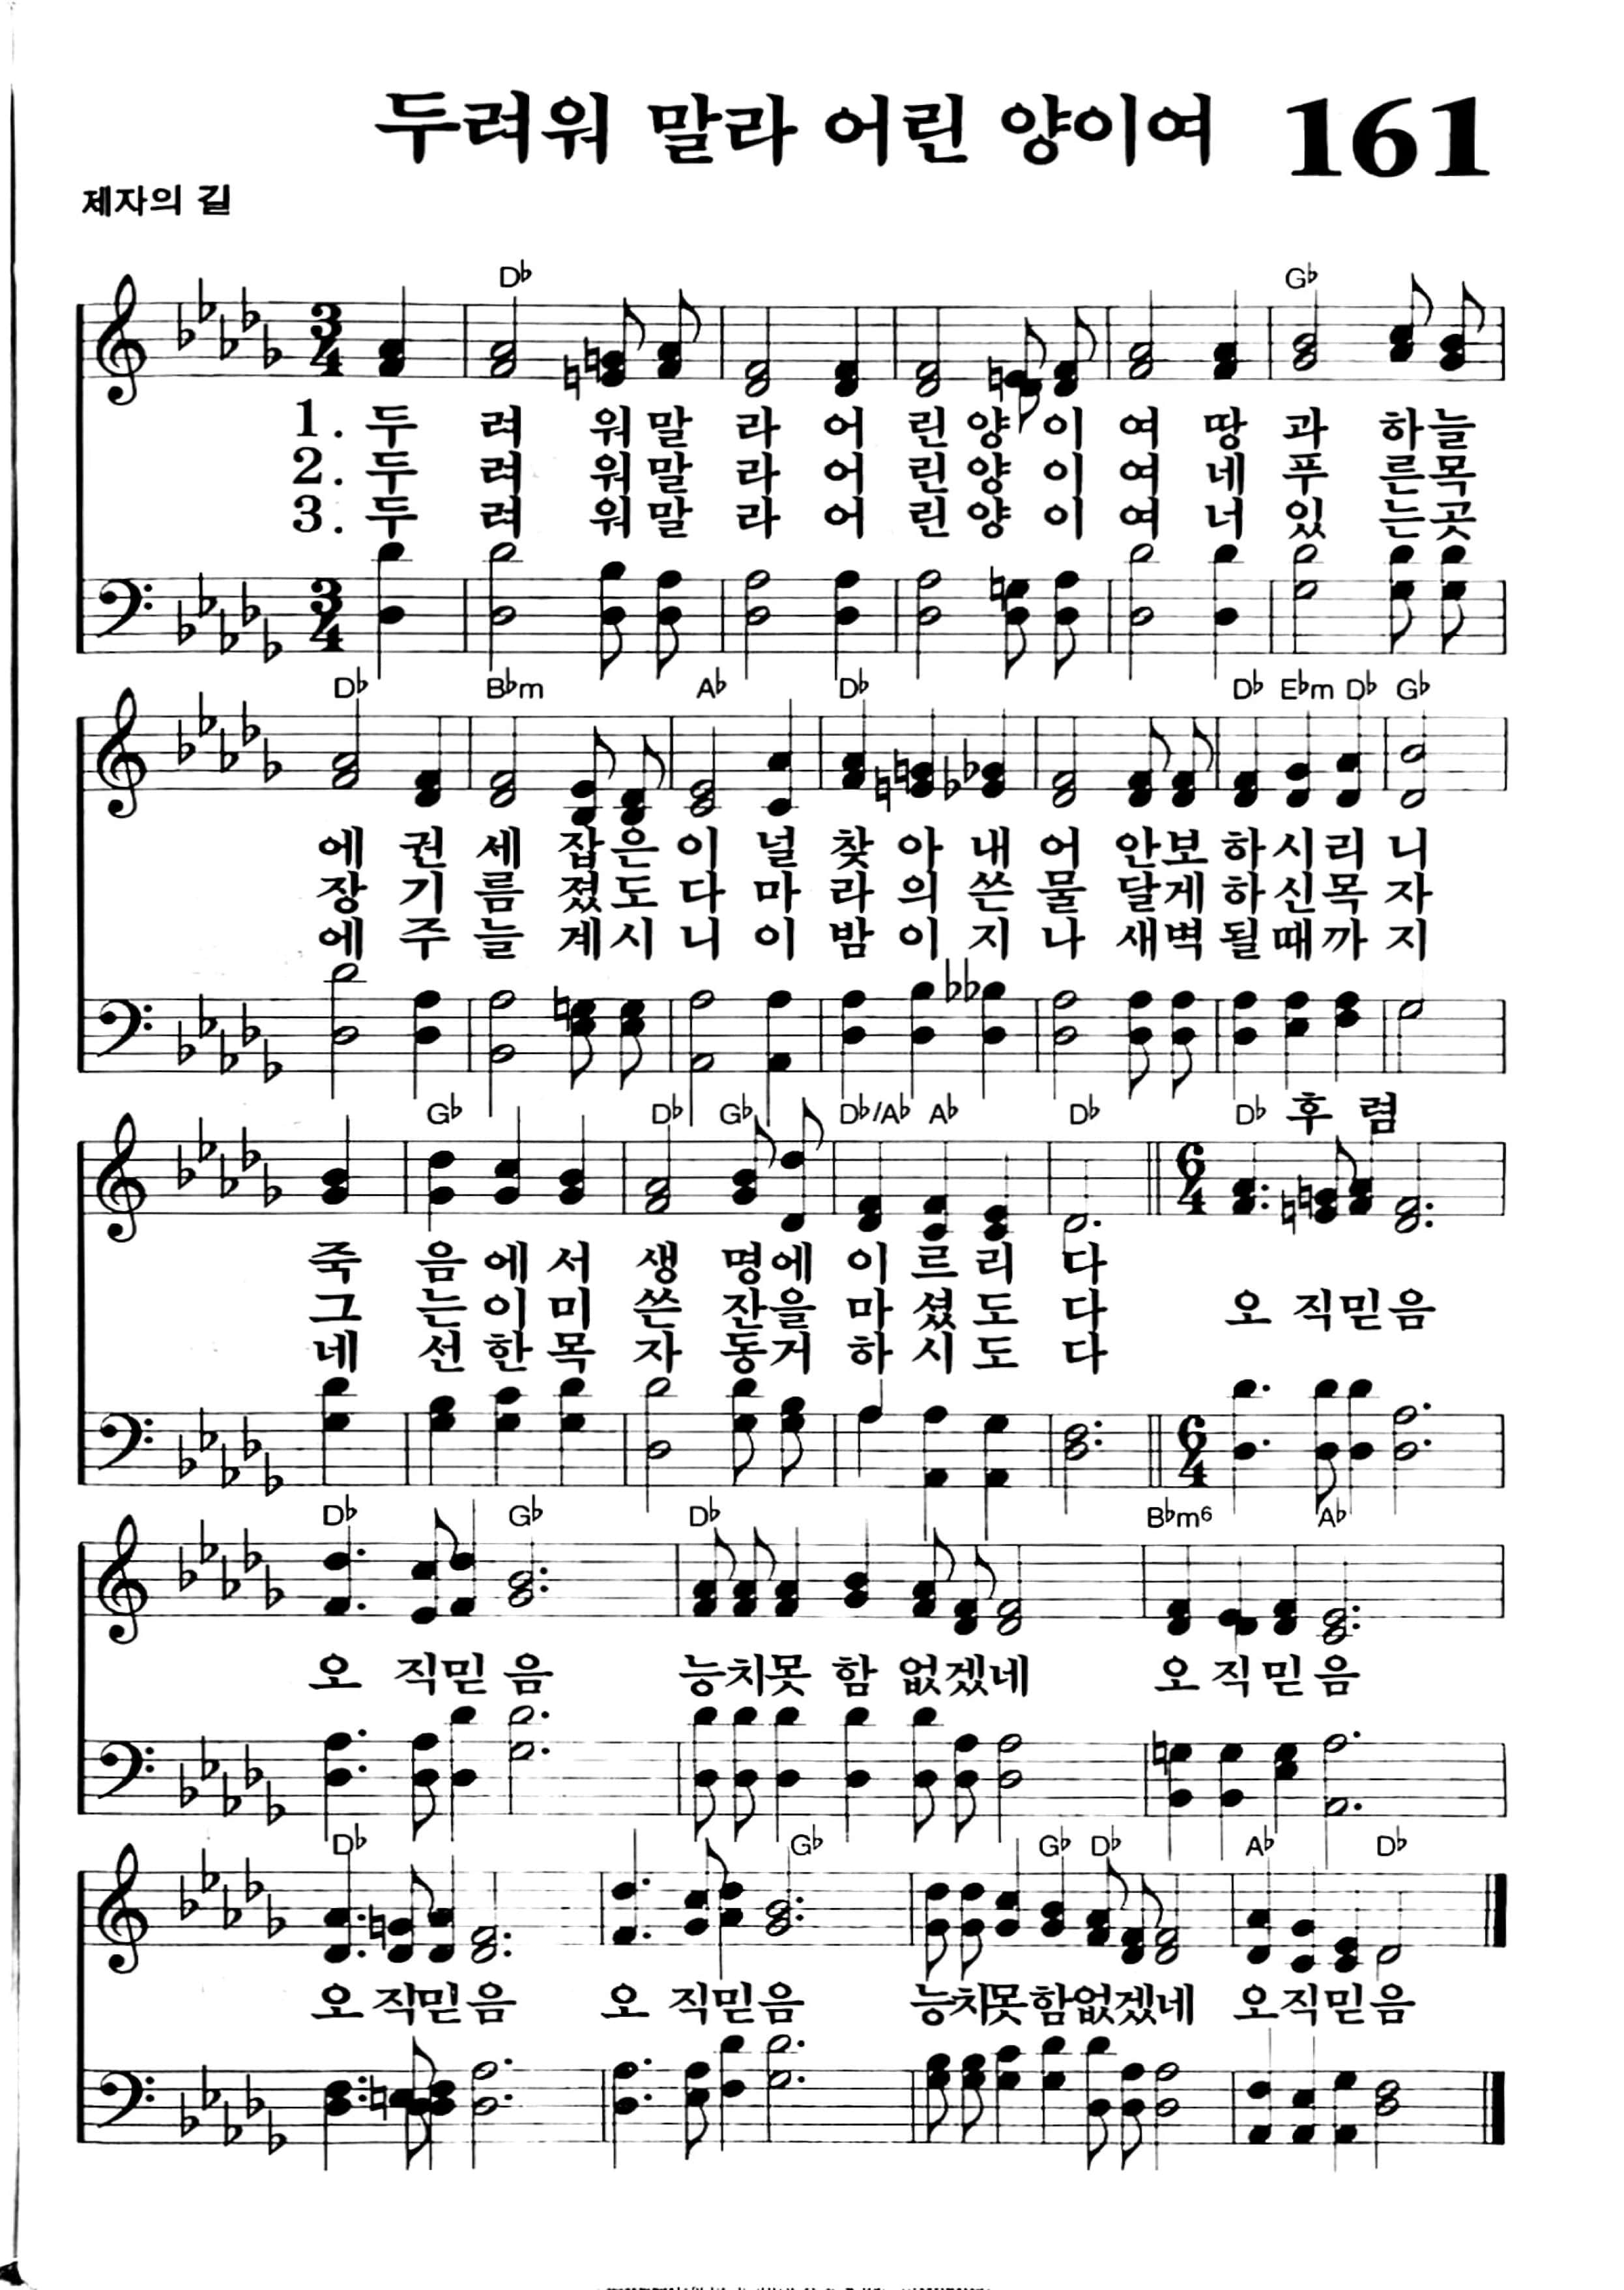 두려워 말라 어린 양이여 161
제자의 길
D♭ G♭
1. 두 려 워말 라 어 린양 이 여 땅 과 하늘
2. 두 려 워말 라 어 린양 이 여 네 푸 른목
3. 두 려 워말 라 어 린양 이 여 너 있 는곳
D♭ B♭m A♭ D♭ D♭ E♭m D♭ G♭
에 권 세 잡은 이 널 찾 아 내 어 안보 하시리 니
장 기 름 졌도 다 마 라 의 쓴 물 달게 하신목 자
에 주 늘 계시 니 이 밤 이 지 나 새벽 될때까 지
G♭ D♭ G♭ D♭/A♭ A♭ D♭ D♭ 후 렴
죽 음에서 생 명에 이르리 다
그 는이미 쓴 잔을 마셨도 다 오 직믿음
네 선한목 자 동거 하시도 다
D♭ G♭ D♭ B♭m6 A♭
오 직믿 음 능치못 함 없겠네 오직믿음
D♭ G♭ G♭ D♭ A♭ D♭
오 직믿 음 오 직믿음 능치못함없겠네 오직믿음